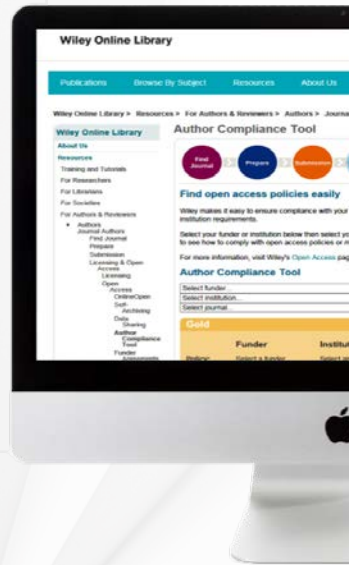 Wiley Online Library
Publications Browse By Subject Resources About Us
Wiley Online Library > Resources > For Authors & Reviewers > Authors > Journal
Wiley Online Library
About Us
Resources
Training and Tutorials
For Researchers
For Librarians
For Societies
For Authors & Reviewers
Authors
Journal Authors
Find Journal
Prepare
Submission
Licensing & Open
Access
Licensing
Open
Access
OnlineOpen
Self-
Archiving
Data
Sharing
Author
Compliance
Tool
Funder
Agreements
Author Compliance Tool
Find
Journal
Prepare
Submission
Find open access policies easily
Wiley makes it easy to ensure compliance with your
institution requirements.
Select your funder or institution below then select yo
to see how to comply with open access policies or m
For more information, visit Wiley's Open Access pag
Author Compliance Tool
Select funder...
Select institution...
Select journal...
Gold
Funder Institut
Policy: Select a funder Select ins